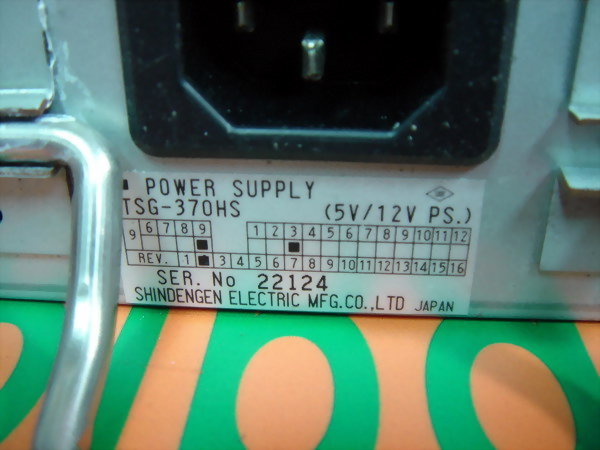 POWER SUPPLY
TSG-370HS (5V/12V PS.)
9 6 7 8 9 1 2 3 4 5 6 7 8 9 10 11 12
REV. 1 3 4 5 6 7 8 9 10 11 12 13 14 15 16
SER. No 22124
SHINDENGEN ELECTRIC MFG.CO.,LTD JAPAN